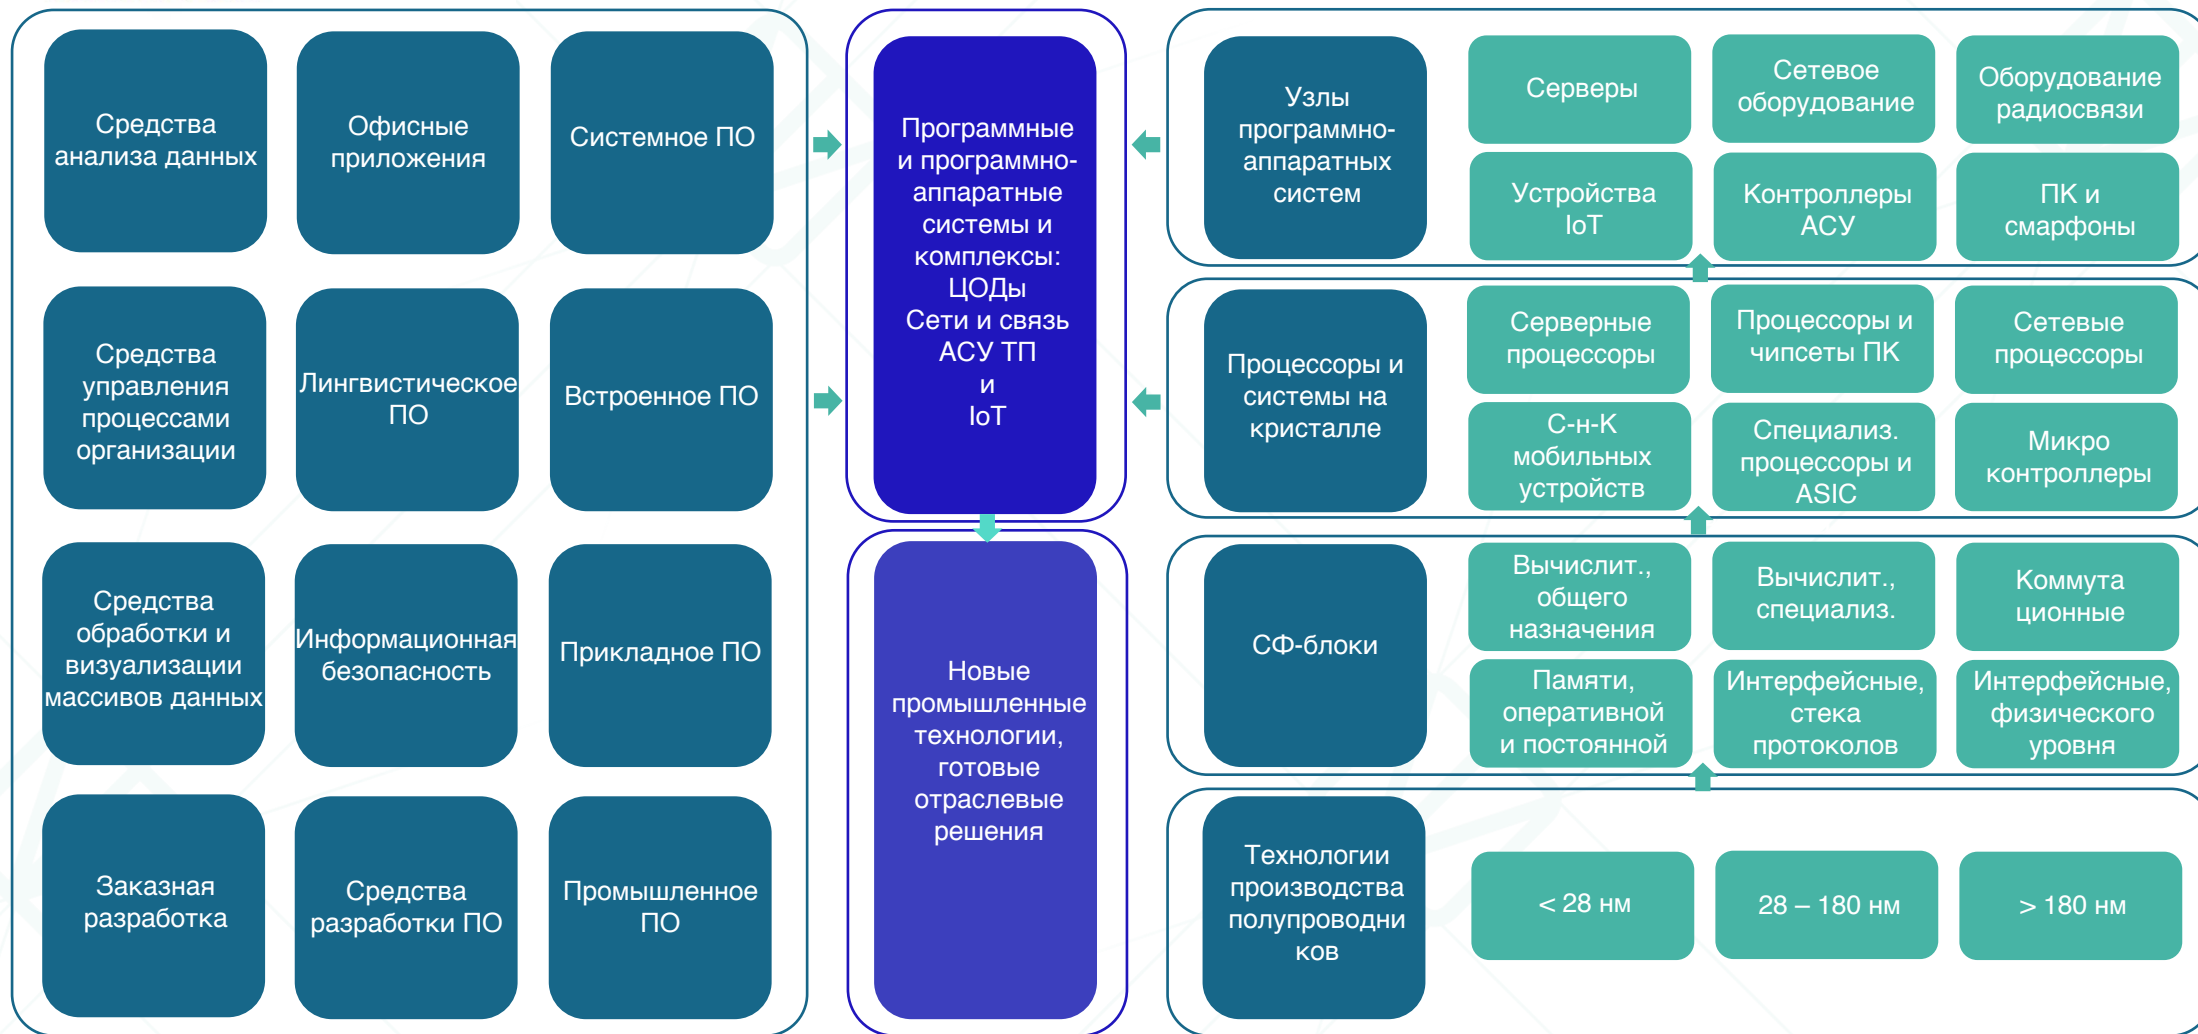 Средства
анализа данных
Офисные
приложения
Системное ПО
Средства
управления
процессами
организации
Лингвистическое
ПО
Встроенное ПО
Средства
обработки и
визуализации
массивов данных
Информационная
безопасность
Прикладное ПО
Заказная
разработка
Средства
разработки ПО
Промышленное
ПО
Программные
и программно-
аппаратные
системы и
комплексы:
ЦОДы
Сети и связь
АСУ ТП
и
IoT
Новые
промышленные
технологии,
готовые
отраслевые
решения
Узлы
программно-
аппаратных
систем
Серверы
Сетевое
оборудование
Оборудование
радиосвязи
Устройства
IoT
Контроллеры
АСУ
ПК и
смарфоны
Процессоры и
системы на
кристалле
Серверные
процессоры
Процессоры и
чипсеты ПК
Сетевые
процессоры
С-н-К
мобильных
устройств
Специализ.
процессоры и
ASIC
Микро
контроллеры
СФ-блоки
Вычислит.,
общего
назначения
Вычислит.,
специализ.
Коммута
ционные
Памяти,
оперативной
и постоянной
Интерфейсные,
стека
протоколов
Интерфейсные,
физического
уровня
Технологии
производства
полупроводни
ков
< 28 нм
28 – 180 нм
> 180 нм